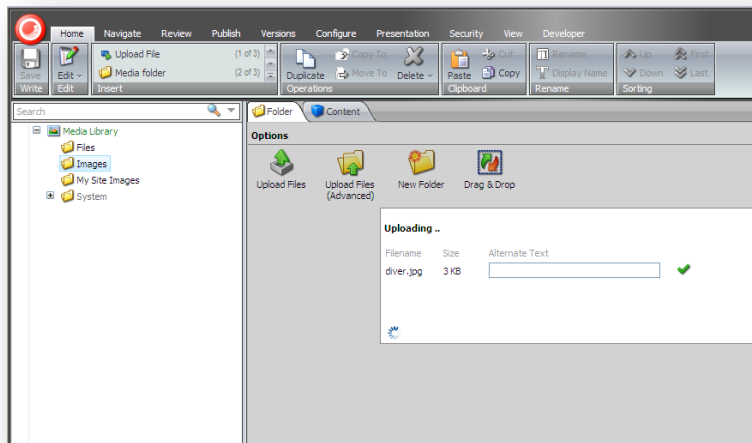 Home Navigate Review Publish Versions Configure Presentation Security View Developer
Save
Write
Edit
Edit
Upload File (1 of 3)
Media folder (2 of 3)
Insert
Duplicate
Copy To
Move To
Delete
Operations
Paste
Cut
Copy
Clipboard
Rename
Display Name
Rename
Up First
Down Last
Sorting
Search
Media Library
Files
Images
My Site Images
System
Folder Content
Options
Upload Files
Upload Files
(Advanced)
New Folder
Drag & Drop
Uploading ..
Filename Size Alternate Text
diver.jpg 3 KB